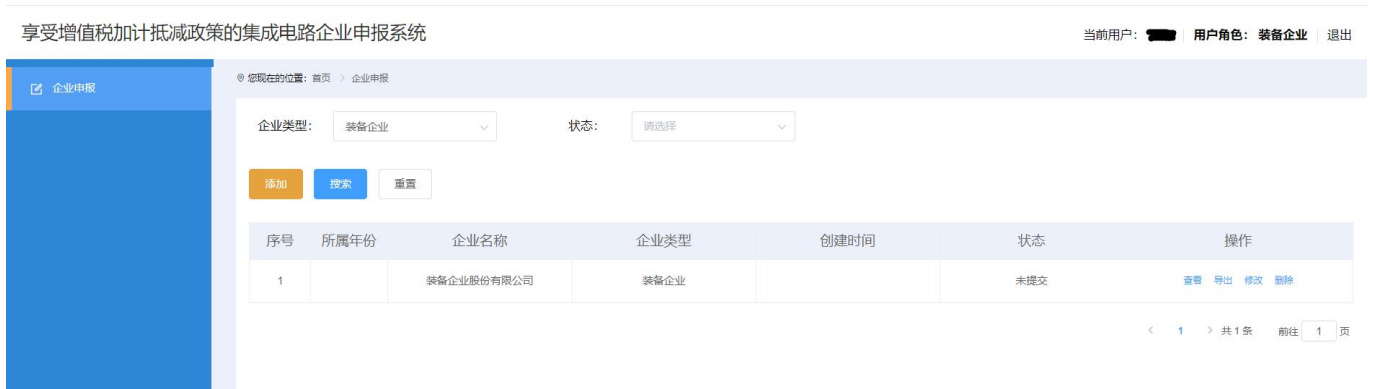 享受增值税加计抵减政策的集成电路企业申报系统
当前用户： 用户角色：装备企业 退出
企业申报
您现在的位置：首页 > 企业申报
企业类型： 装备企业 状态： 请选择
添加 搜索 重置
序号 所属年份 企业名称 企业类型 创建时间 状态 操作
1 装备企业股份有限公司 装备企业 未提交 查看 导出 修改 删除
< 1 > 共 1 条 前往 1 页